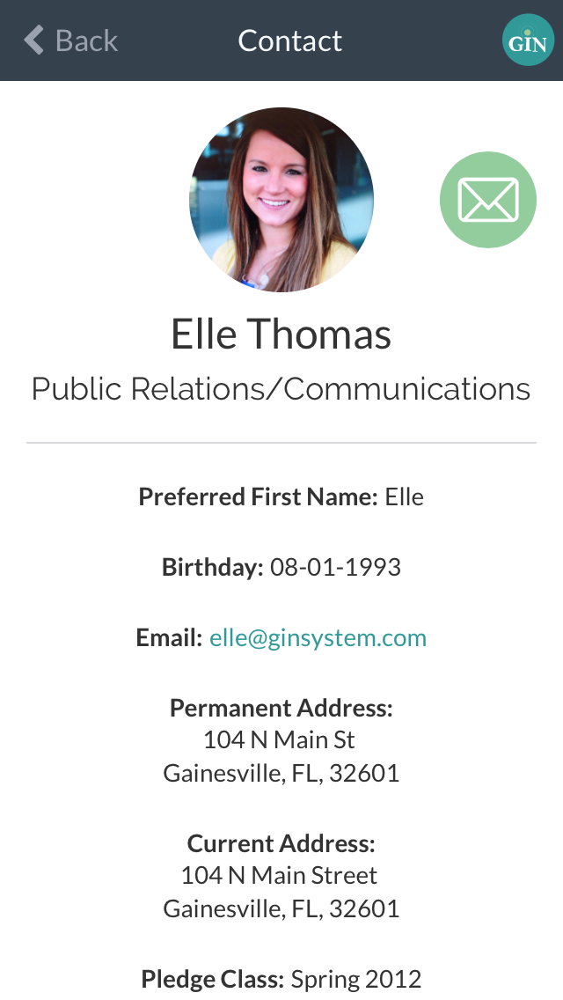 Back
Contact
GIN
Elle Thomas
Public Relations/Communications
Preferred First Name: Elle
Birthday: 08-01-1993
Email: elle@ginsystem.com
Permanent Address:
104 N Main St
Gainesville, FL, 32601
Current Address:
104 N Main Street
Gainesville, FL, 32601
Pledge Class: Spring 2012